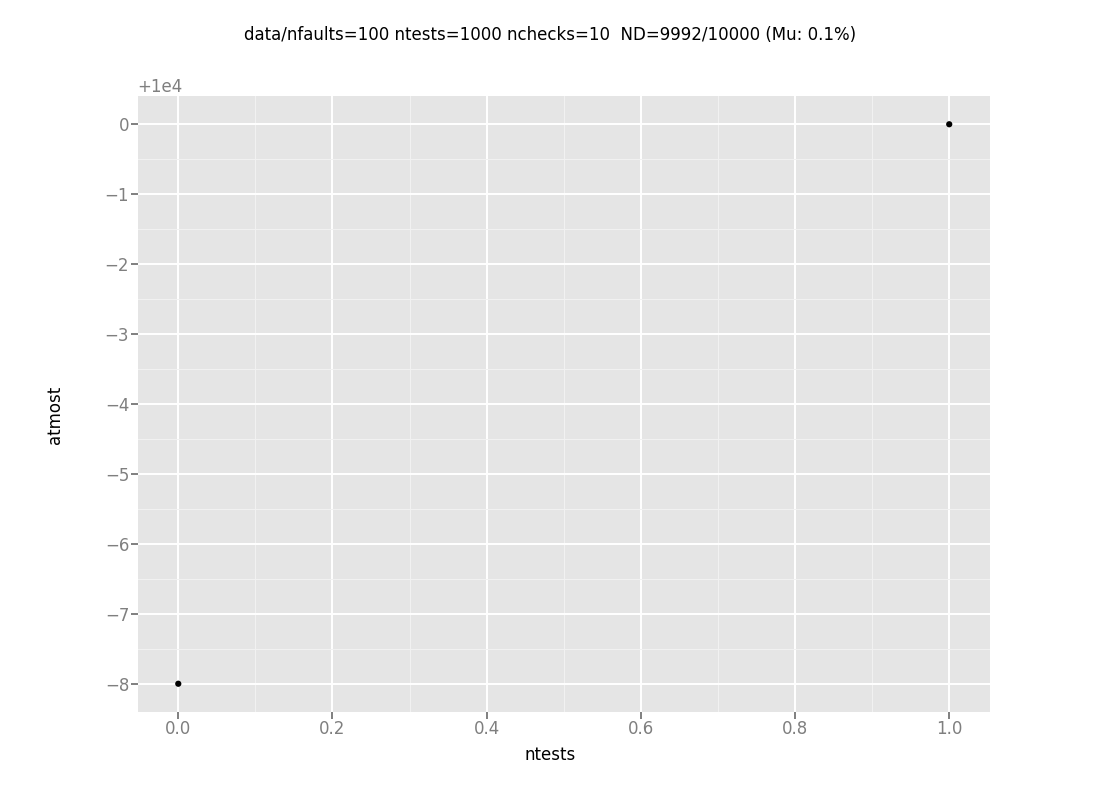 data/nfaults=100 ntests=1000 nchecks=10  ND=9992/10000 (Mu: 0.1%)
+1e4
0
−1
−2
−3
−4
−5
−6
−7
−8
atmost
0.0 0.2 0.4 0.6 0.8 1.0
ntests